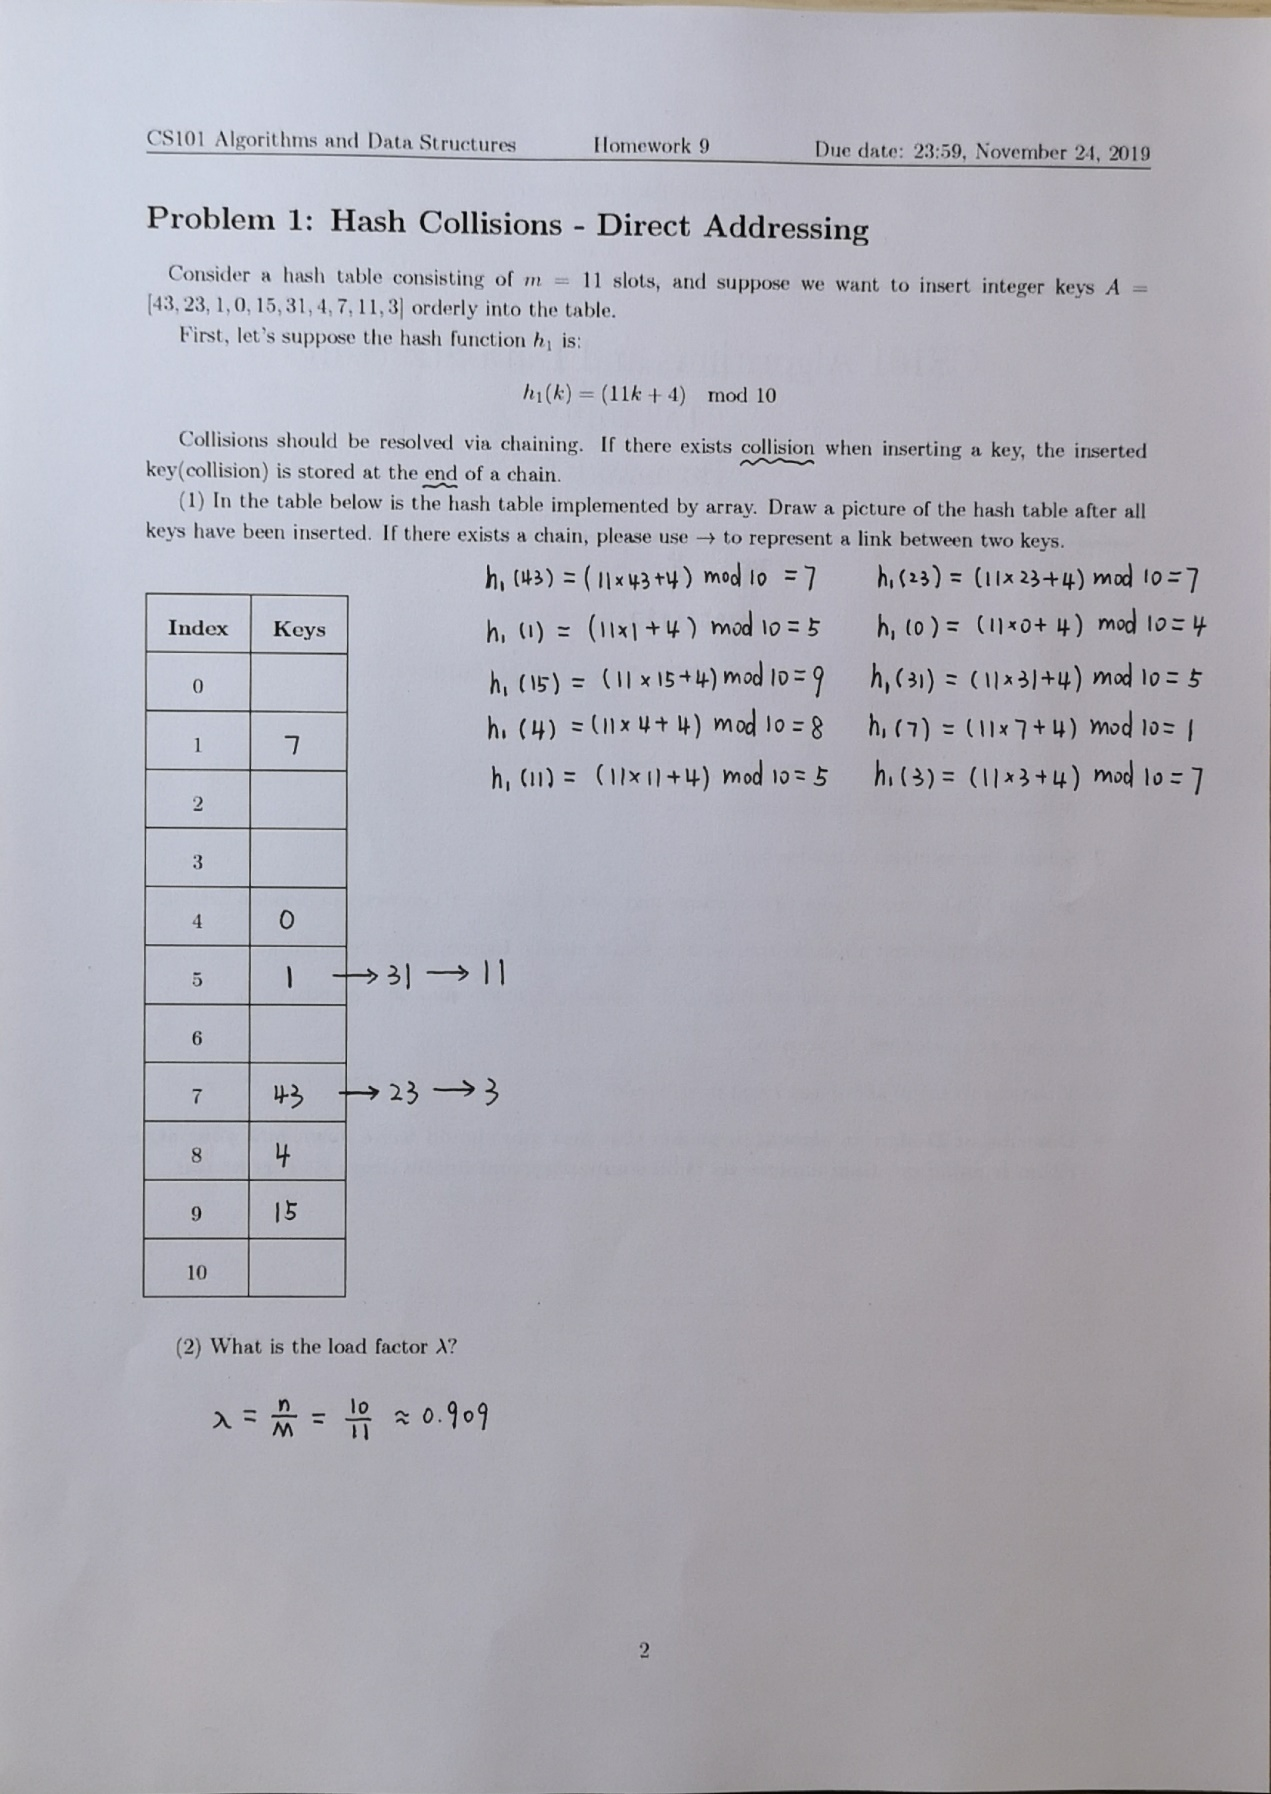 CS101 Algorithms and Data Structures Homework 9 Due date: 23:59, November 24, 2019
Problem 1: Hash Collisions - Direct Addressing
Consider a hash table consisting of m = 11 slots, and suppose we want to insert integer keys A =
[43, 23, 1, 0, 15, 31, 4, 7, 11, 3] orderly into the table.
First, let's suppose the hash function h₁ is:
h₁(k) = (11k + 4) mod 10
Collisions should be resolved via chaining. If there exists collision when inserting a key, the inserted
key(collision) is stored at the end of a chain.
(1) In the table below is the hash table implemented by array. Draw a picture of the hash table after all
keys have been inserted. If there exists a chain, please use → to represent a link between two keys.
h₁ (43) = (11×43+4) mod 10 = 7 h₁(23) = (11×23+4) mod 10=7
h₁ (1) = (11×1+4) mod 10 = 5 h₁ (0) = (11×0+4) mod 10=4
h₁ (15) = (11×15+4) mod 10=9 h₁(31) = (11×31+4) mod 10 = 5
h₁ (4) = (11×4+4) mod 10 = 8 h₁(7) = (11×7+4) mod 10= 1
h₁ (11) = (11×11+4) mod 10 = 5 h₁(3) = (11×3+4) mod 10 = 7
Index Keys
0
1 7
2
3
4 0
5 1 → 31 → 11
6
7 43 → 23 → 3
8 4
9 15
10
(2) What is the load factor λ?
λ = n/M = 10/11 ≈ 0.909
2